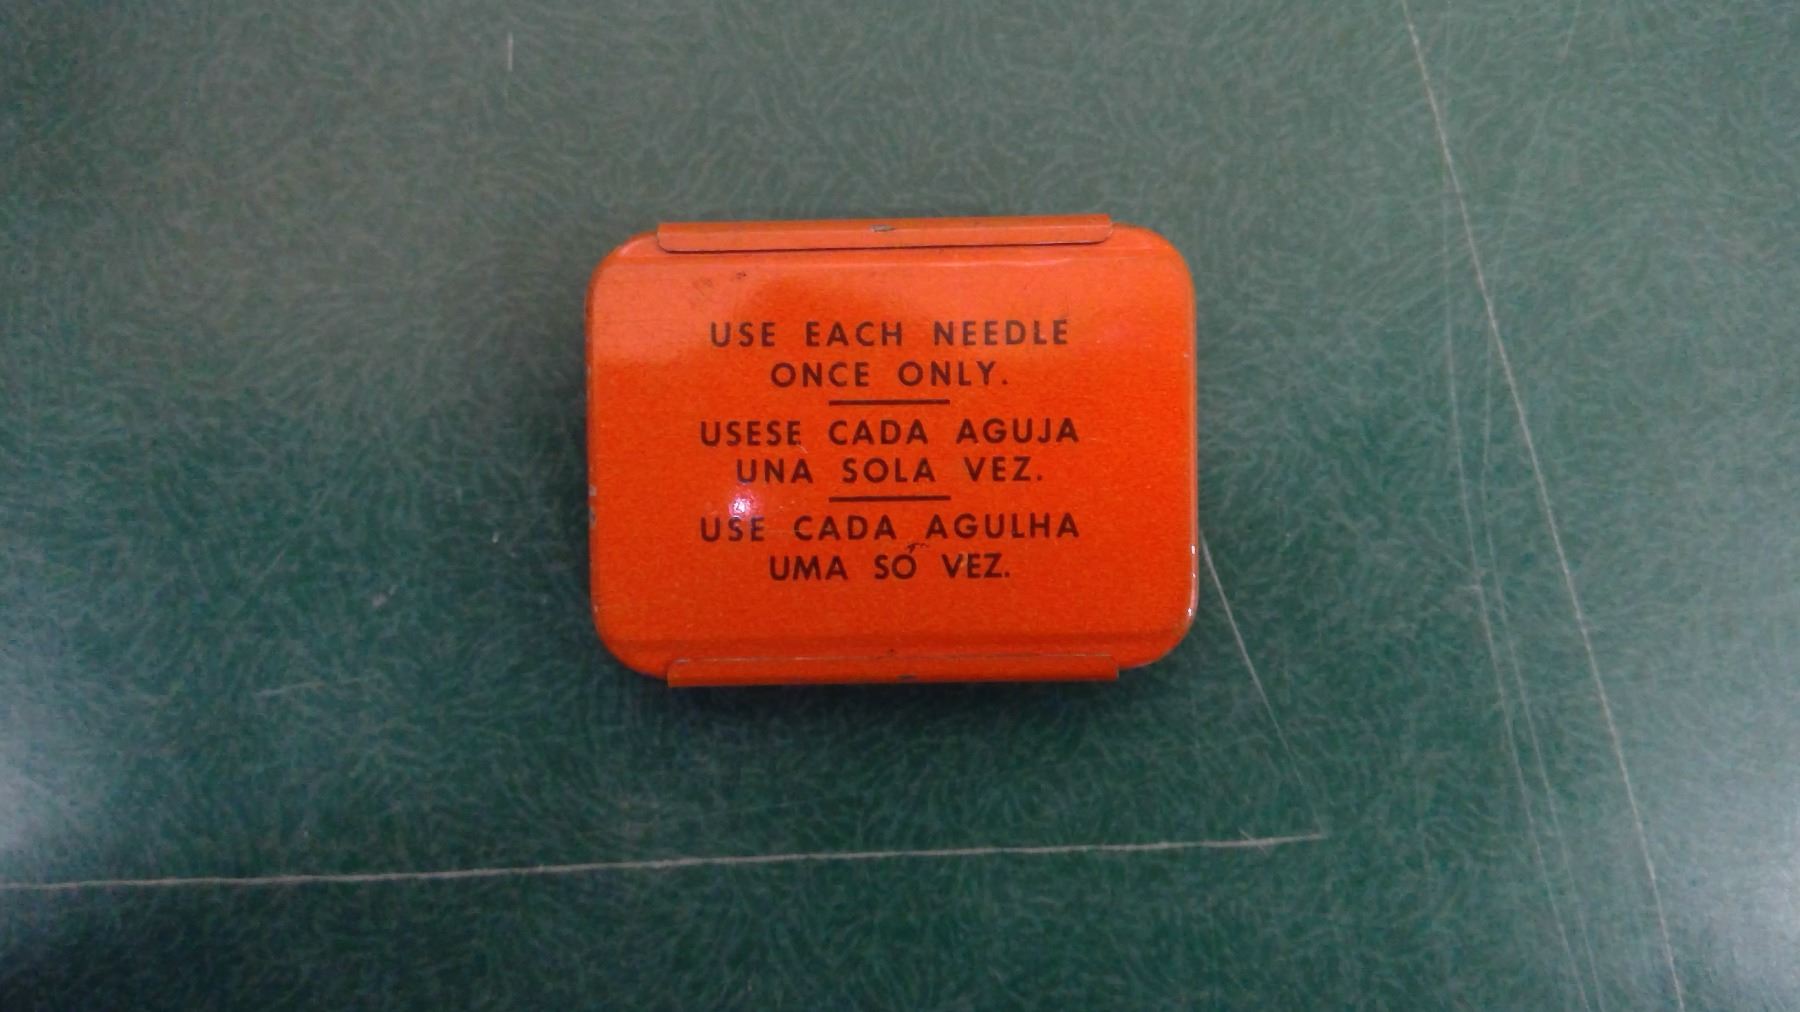 USE EACH NEEDLE
ONCE ONLY.
USESE CADA AGUJA
UNA SOLA VEZ.
USE CADA AGULHA
UMA SÓ VEZ.